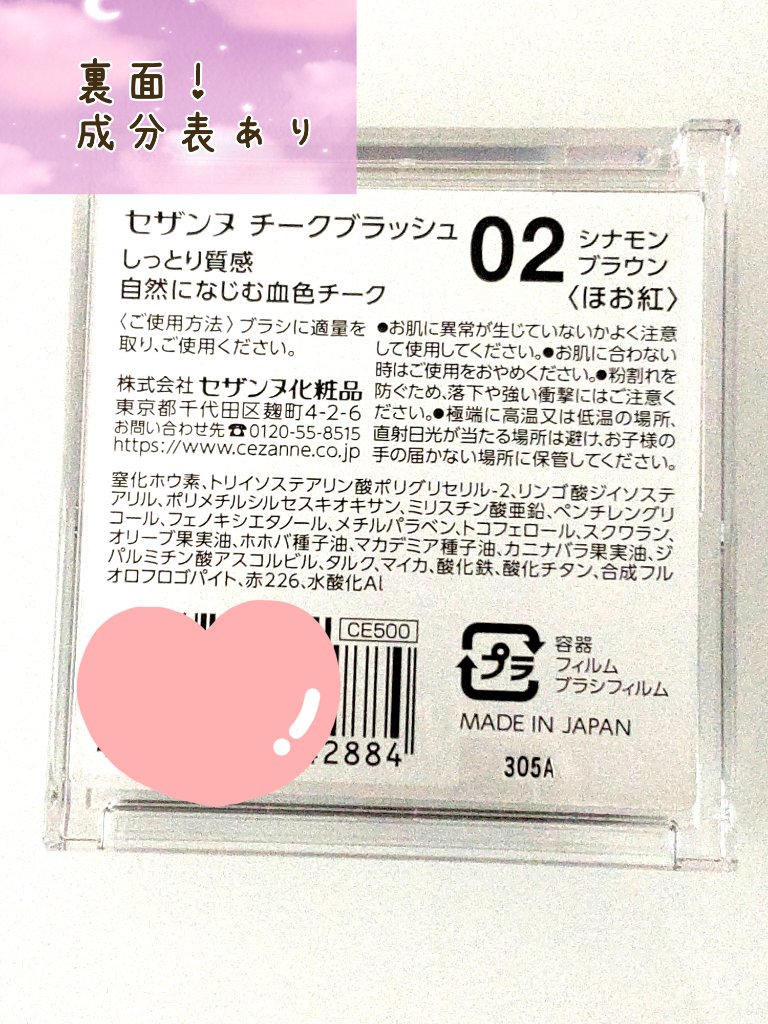 裏面!
成分表あり
セザンヌ チークブラッシュ
しっとり質感
自然になじむ血色チーク
02
シナモン
ブラウン
〈ほお紅〉
〈ご使用方法〉ブラシに適量を
取り、ご使用ください。
株式会社 セザンヌ化粧品
東京都千代田区麹町4-2-6
お問い合わせ先☎0120-55-8515
https://www.cezanne.co.jp
●お肌に異常が生じていないかよく注意
して使用してください。●お肌に合わない
時はご使用をおやめください。●粉割れを
防ぐため、落下や強い衝撃にはご注意
ください。●極端に高温又は低温の場所、
直射日光が当たる場所は避け、お子様の
手の届かない場所に保管してください。
窒化ホウ素、トリイソステアリン酸ポリグリセリル-2、リンゴ酸ジイソステ
アリル、ポリメチルシルセスキオキサン、ミリスチン酸亜鉛、ペンチレングリ
コール、フェノキシエタノール、メチルパラベン、トコフェロール、スクワラン、
オリーブ果実油、ホホバ種子油、マカデミア種子油、カニナバラ果実油、ジ
パルミチン酸アスコルビル、タルク、マイカ、酸化鉄、酸化チタン、合成フル
オロフロゴパイト、赤226、水酸化Al
CE500
2884
プラ
容器
フィルム
ブラシフィルム
MADE IN JAPAN
305A